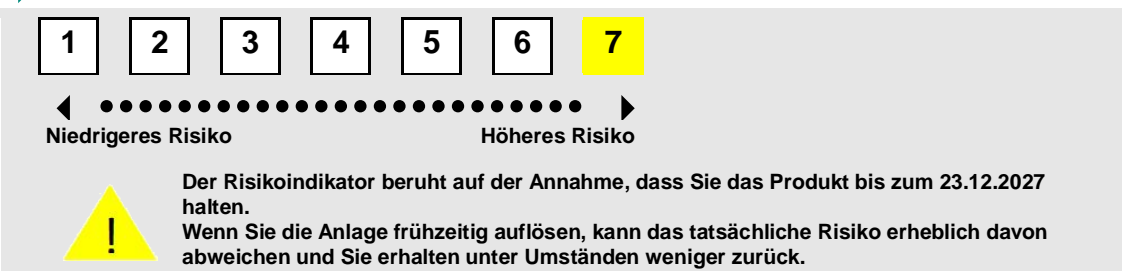 1 2 3 4 5 6 7
Niedrigeres Risiko Höheres Risiko
Der Risikoindikator beruht auf der Annahme, dass Sie das Produkt bis zum 23.12.2027
halten.
Wenn Sie die Anlage frühzeitig auflösen, kann das tatsächliche Risiko erheblich davon
abweichen und Sie erhalten unter Umständen weniger zurück.
!